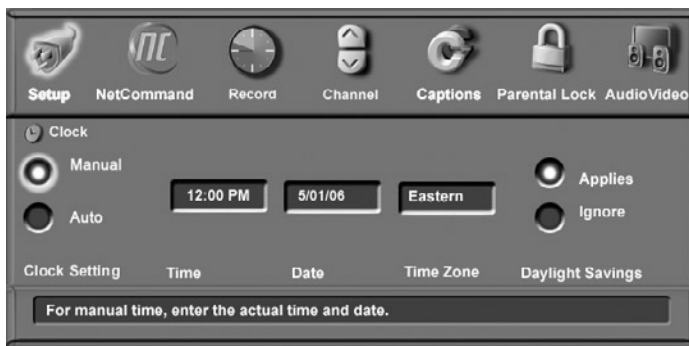 NC
Setup NetCommand Record Channel Captions Parental Lock AudioVideo
Clock
Manual
Auto
12:00 PM 5/01/06 Eastern
Applies
Ignore
Clock Setting Time Date Time Zone Daylight Savings
For manual time, enter the actual time and date.